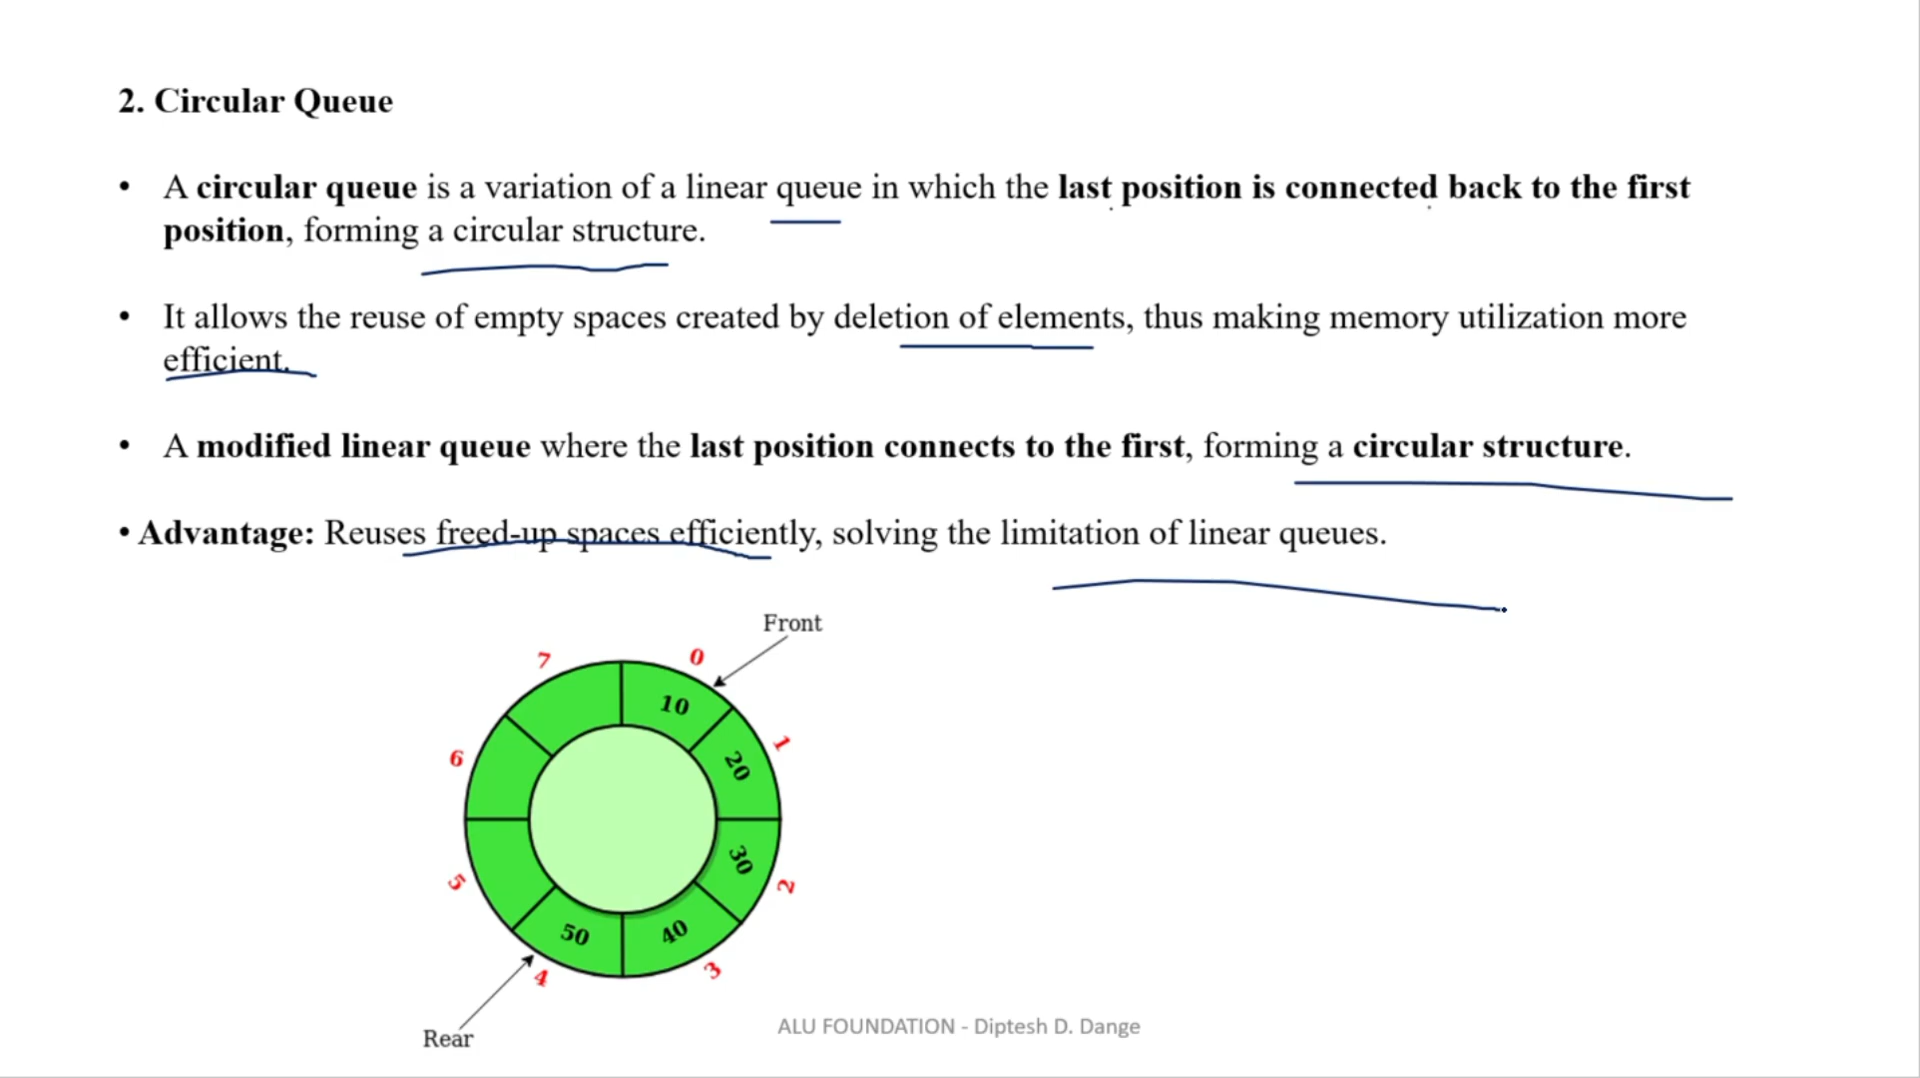 2. Circular Queue
• A circular queue is a variation of a linear queue in which the last position is connected back to the first
position, forming a circular structure.
• It allows the reuse of empty spaces created by deletion of elements, thus making memory utilization more
efficient.
• A modified linear queue where the last position connects to the first, forming a circular structure.
• Advantage: Reuses freed-up spaces efficiently, solving the limitation of linear queues.
Front
7
0
10
1
20
6
30
2
5
50
40
4
3
Rear
ALU FOUNDATION - Diptesh D. Dange